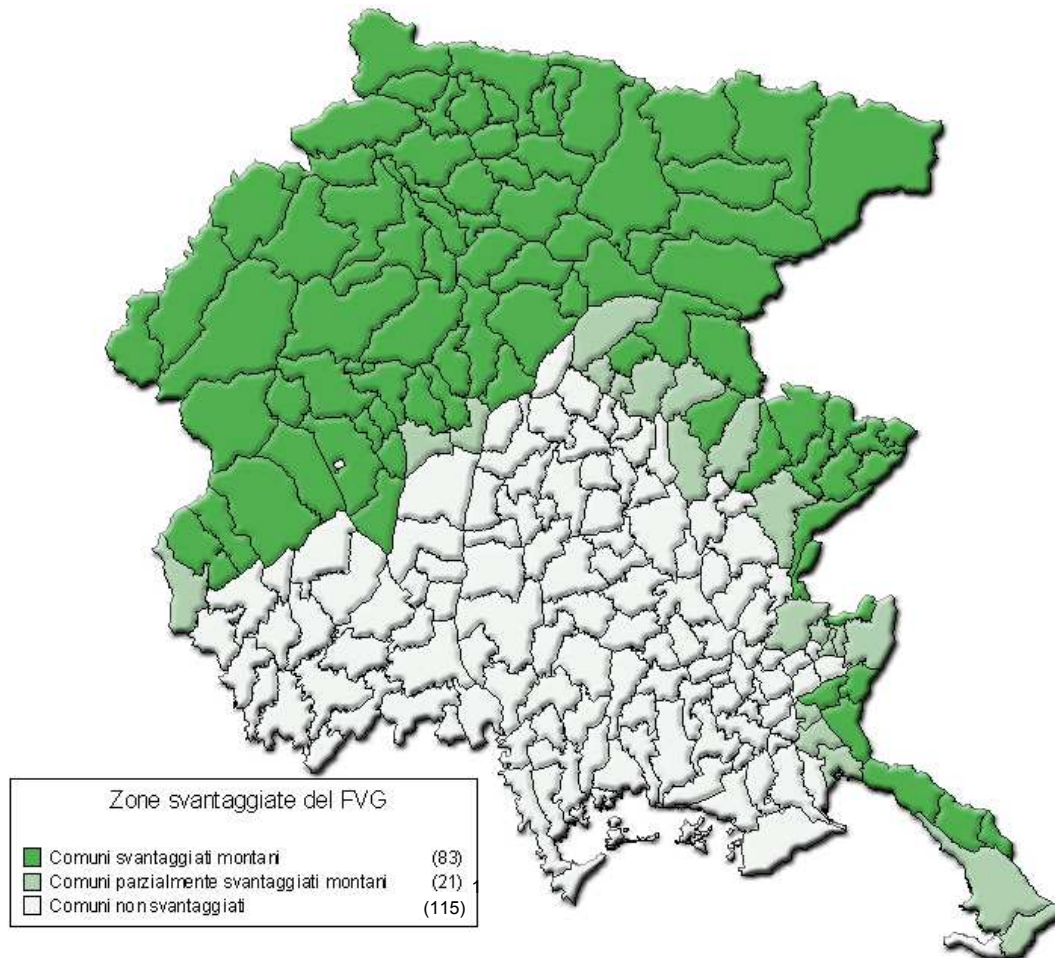 Zone svantaggiate del FVG
Comuni svantaggiati montani (83)
Comuni parzialmente svantaggiati montani (21)
Comuni non svantaggiati (115)